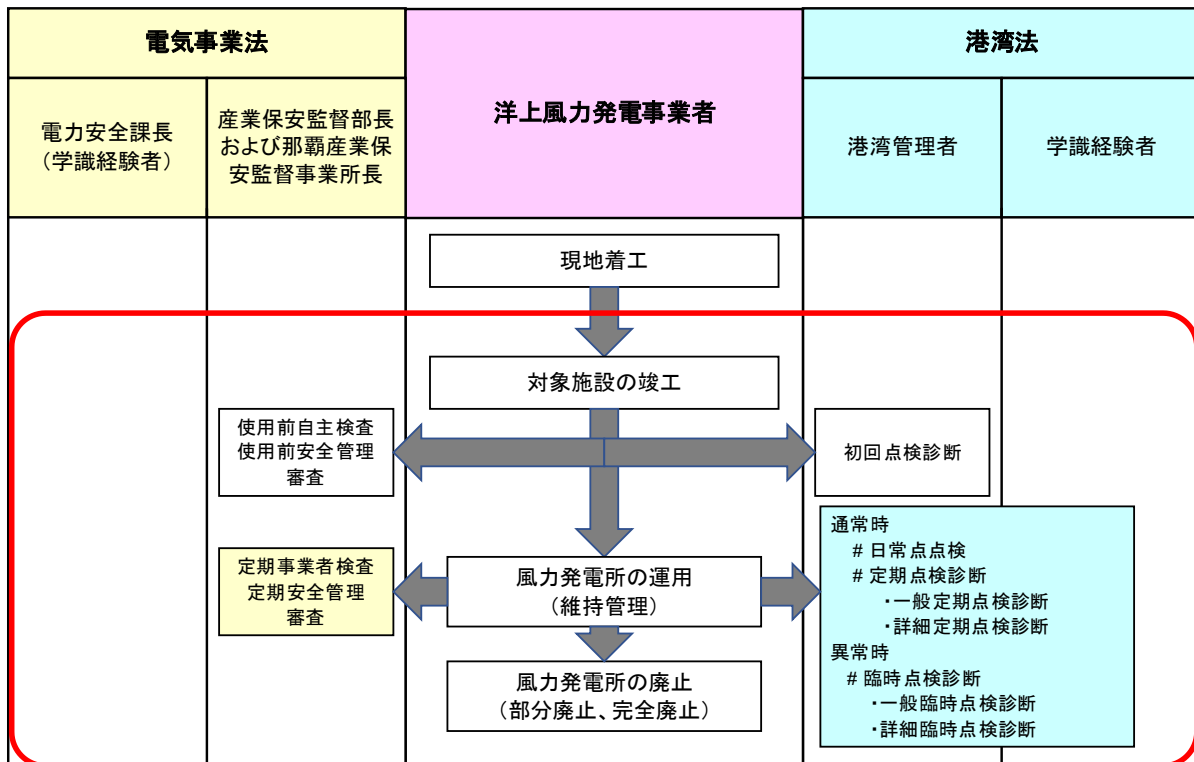 電気事業法
洋上風力発電事業者
港湾法
電力安全課長
(学識経験者)
産業保安監督部長
および那覇産業保
安監督事業所長
港湾管理者
学識経験者
現地着工
対象施設の竣工
使用前自主検査
使用前安全管理
審査
初回点検診断
定期事業者検査
定期安全管理
審査
風力発電所の運用
(維持管理)
通常時
# 日常点点検
# 定期点検診断
・一般定期点検診断
・詳細定期点検診断
異常時
# 臨時点検診断
・一般臨時点検診断
・詳細臨時点検診断
風力発電所の廃止
(部分廃止、完全廃止)